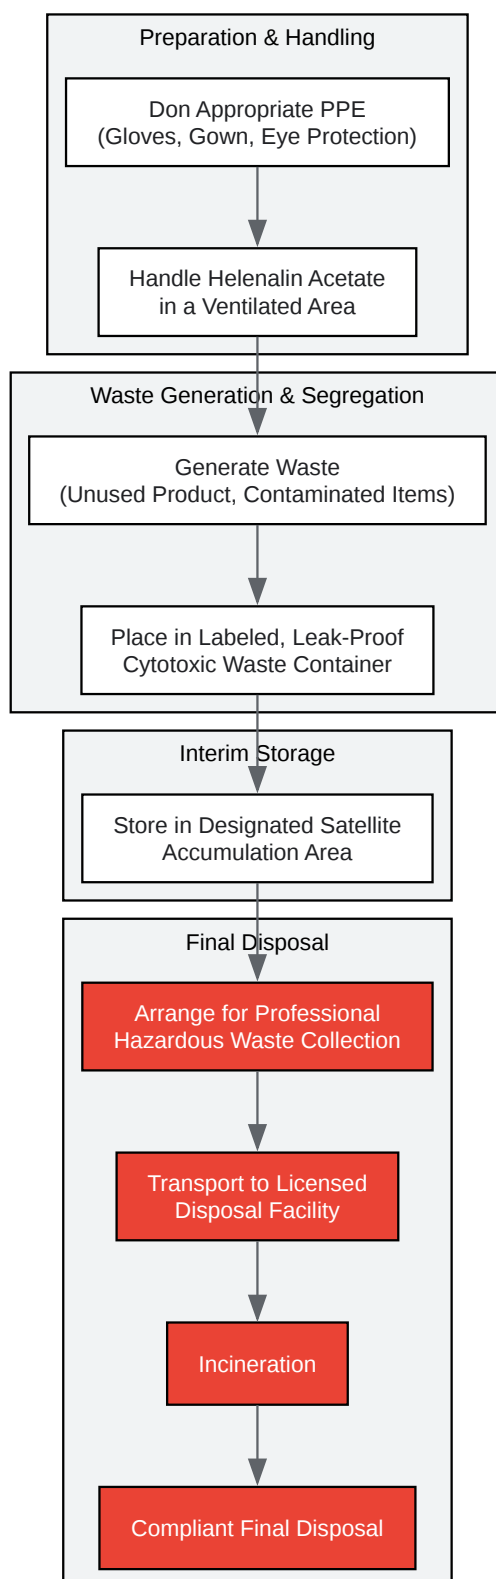 Preparation & Handling
Don Appropriate PPE
(Gloves, Gown, Eye Protection)
Handle Helenalin Acetate
in a Ventilated Area
Waste Generation & Segregation
Generate Waste
(Unused Product, Contaminated Items)
Place in Labeled, Leak-Proof
Cytotoxic Waste Container
Interim Storage
Store in Designated Satellite
Accumulation Area
Final Disposal
Arrange for Professional
Hazardous Waste Collection
Transport to Licensed
Disposal Facility
Incineration
Compliant Final Disposal